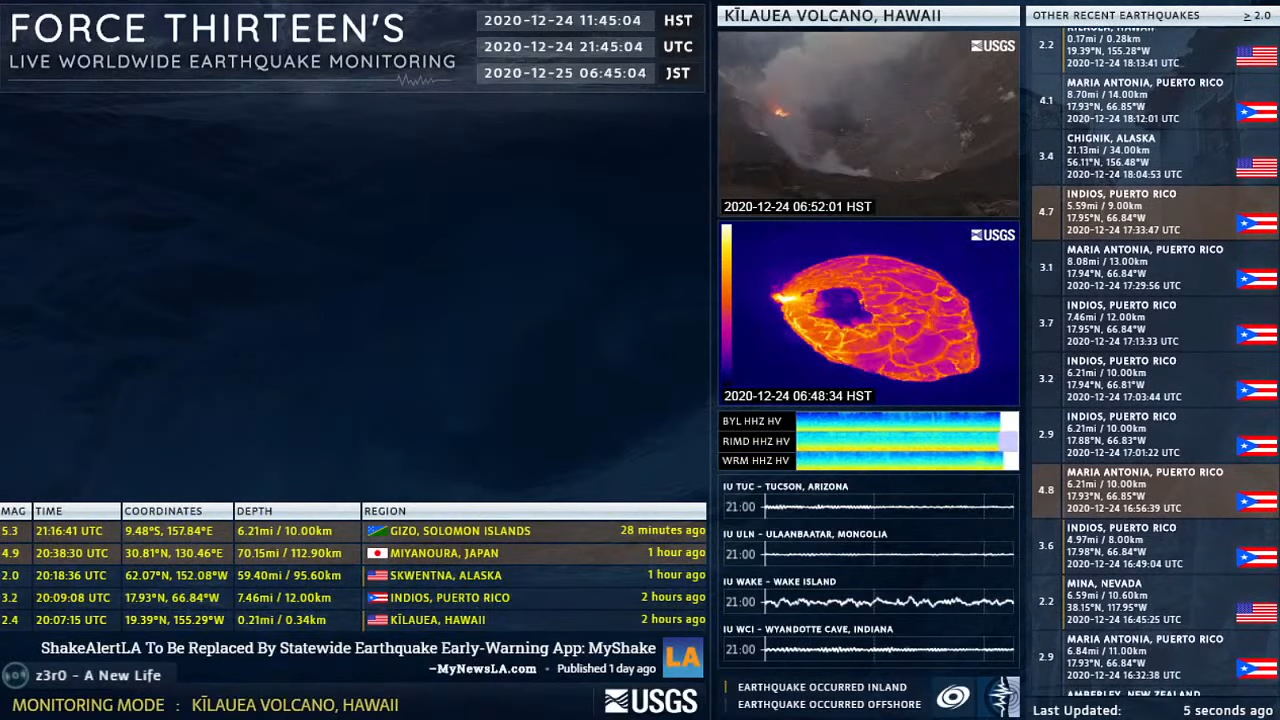 FORCE THIRTEEN'S
LIVE WORLDWIDE EARTHQUAKE MONITORING
2020-12-24 11:45:04 HST
2020-12-24 21:45:04 UTC
2020-12-25 06:45:04 JST
MAG TIME COORDINATES DEPTH REGION
5.3 21:16:41 UTC 9.48°S, 157.84°E 6.21mi / 10.00km GIZO, SOLOMON ISLANDS 28 minutes ago
4.9 20:38:30 UTC 30.81°N, 130.46°E 70.15mi / 112.90km MIYANOURA, JAPAN 1 hour ago
2.0 20:18:36 UTC 62.07°N, 152.08°W 59.40mi / 95.60km SKWENTNA, ALASKA 1 hour ago
3.2 20:09:08 UTC 17.93°N, 66.84°W 7.46mi / 12.00km INDIOS, PUERTO RICO 2 hours ago
2.4 20:07:15 UTC 19.39°N, 155.29°W 0.21mi / 0.34km KĪLAUEA, HAWAII 2 hours ago
ShakeAlertLA To Be Replaced By Statewide Earthquake Early-Warning App: MyShake
–MyNewsLA.com • Published 1 day ago
LA
z3r0 - A New Life
MONITORING MODE : KĪLAUEA VOLCANO, HAWAII
USGS
KĪLAUEA VOLCANO, HAWAII
USGS
2020-12-24 06:52:01 HST
USGS
2020-12-24 06:48:34 HST
BYL HHZ HV
RIMD HHZ HV
WRM HHZ HV
IU TUC – TUCSON, ARIZONA
21:00
IU ULN – ULAANBAATAR, MONGOLIA
21:00
IU WAKE – WAKE ISLAND
21:00
IU WCI – WYANDOTTE CAVE, INDIANA
21:00
EARTHQUAKE OCCURRED INLAND
EARTHQUAKE OCCURRED OFFSHORE
OTHER RECENT EARTHQUAKES ≥ 2.0
KĪLAUEA, HAWAII
2.2
0.17mi / 0.28km
19.39°N, 155.28°W
2020-12-24 18:13:41 UTC
4.1
MARIA ANTONIA, PUERTO RICO
8.70mi / 14.00km
17.93°N, 66.85°W
2020-12-24 18:12:01 UTC
3.4
CHIGNIK, ALASKA
21.13mi / 34.00km
56.11°N, 156.48°W
2020-12-24 18:04:53 UTC
4.7
INDIOS, PUERTO RICO
5.59mi / 9.00km
17.95°N, 66.84°W
2020-12-24 17:33:47 UTC
3.1
MARIA ANTONIA, PUERTO RICO
8.08mi / 13.00km
17.94°N, 66.84°W
2020-12-24 17:29:56 UTC
3.7
INDIOS, PUERTO RICO
7.46mi / 12.00km
17.95°N, 66.84°W
2020-12-24 17:13:33 UTC
3.2
INDIOS, PUERTO RICO
6.21mi / 10.00km
17.94°N, 66.81°W
2020-12-24 17:03:44 UTC
2.9
INDIOS, PUERTO RICO
6.21mi / 10.00km
17.88°N, 66.83°W
2020-12-24 17:01:22 UTC
4.8
MARIA ANTONIA, PUERTO RICO
6.21mi / 10.00km
17.93°N, 66.85°W
2020-12-24 16:56:39 UTC
3.6
INDIOS, PUERTO RICO
4.97mi / 8.00km
17.98°N, 66.84°W
2020-12-24 16:49:04 UTC
2.2
MINA, NEVADA
6.59mi / 10.60km
38.15°N, 117.95°W
2020-12-24 16:45:25 UTC
2.9
MARIA ANTONIA, PUERTO RICO
6.84mi / 11.00km
17.93°N, 66.84°W
2020-12-24 16:32:38 UTC
AMBERLEY, NEW ZEALAND
Last Updated: 5 seconds ago